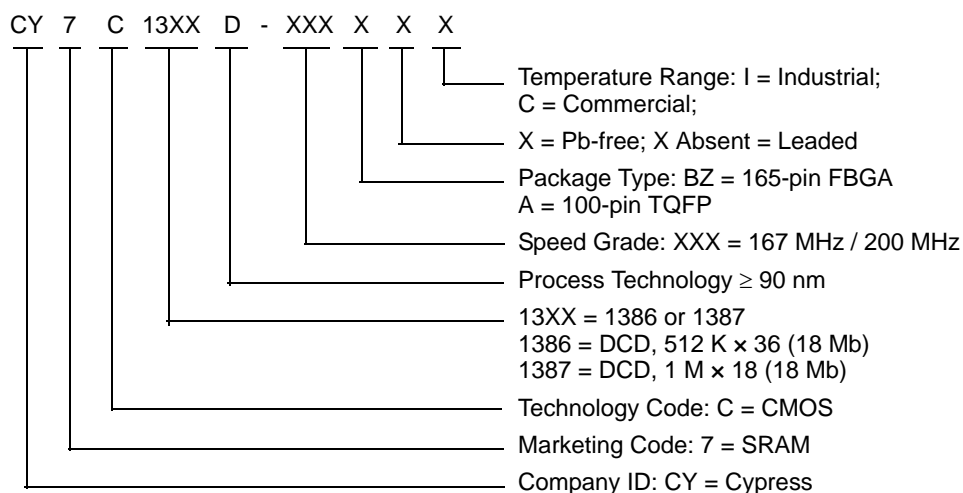 CY 7 C 13XX D - XXX X X X
Temperature Range: I = Industrial;
C = Commercial;
X = Pb-free; X Absent = Leaded
Package Type: BZ = 165-pin FBGA
A = 100-pin TQFP
Speed Grade: XXX = 167 MHz / 200 MHz
Process Technology ≥ 90 nm
13XX = 1386 or 1387
1386 = DCD, 512 K × 36 (18 Mb)
1387 = DCD, 1 M × 18 (18 Mb)
Technology Code: C = CMOS
Marketing Code: 7 = SRAM
Company ID: CY = Cypress